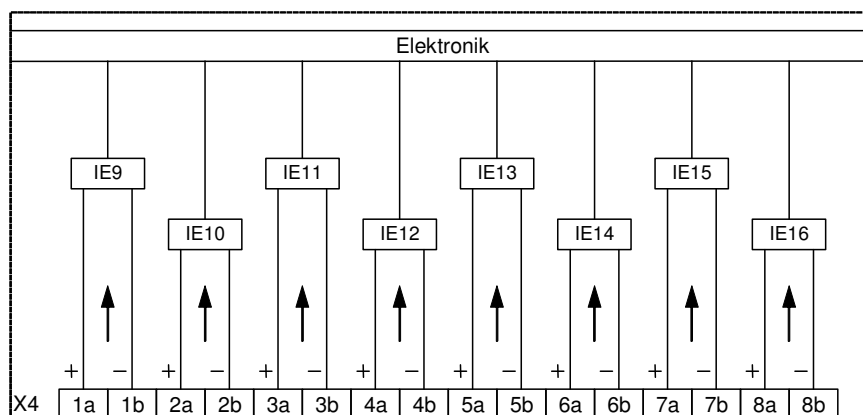 Elektronik
IE9 IE11 IE13 IE15
IE10 IE12 IE14 IE16
+ − + − + − + − + − + − + − + −
X4 1a 1b 2a 2b 3a 3b 4a 4b 5a 5b 6a 6b 7a 7b 8a 8b